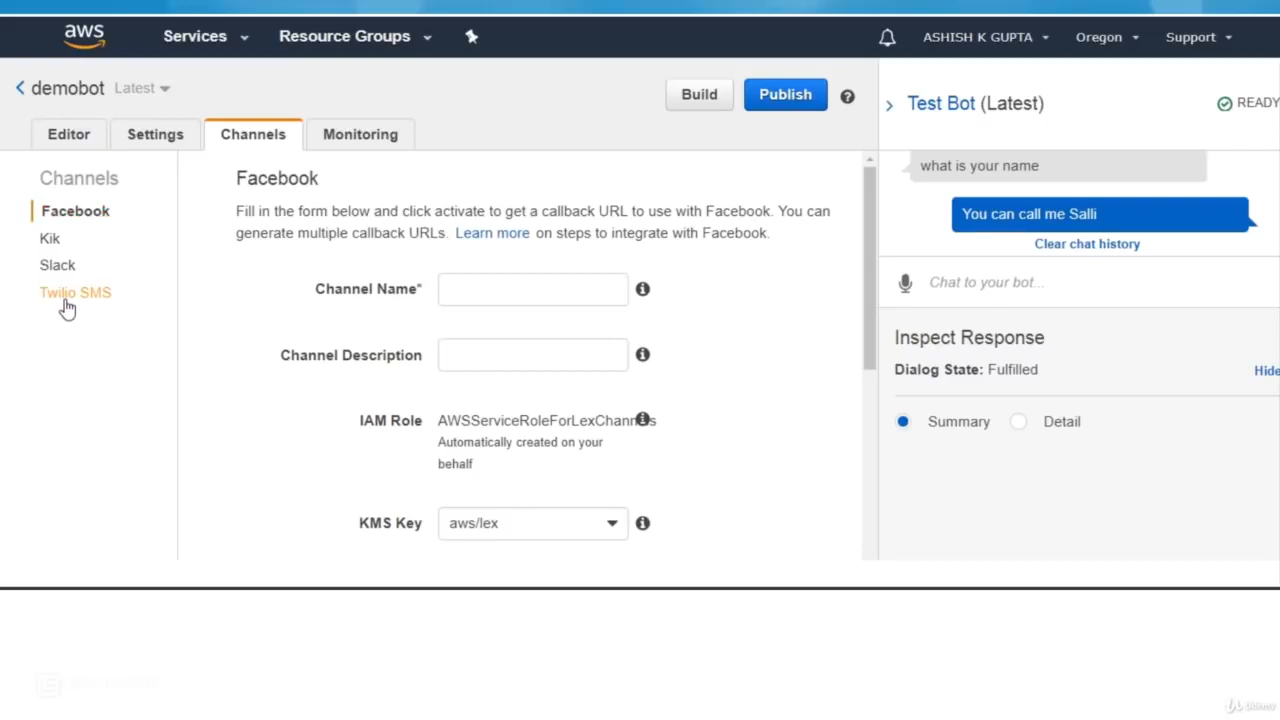 aws
Services
Resource Groups
ASHISH K GUPTA
Oregon
Support
demobot
Latest
Build
Publish
Test Bot (Latest)
READY
Editor
Settings
Channels
Monitoring
Channels
Facebook
Kik
Slack
Twilio SMS
Facebook
Fill in the form below and click activate to get a callback URL to use with Facebook. You can
generate multiple callback URLs. Learn more on steps to integrate with Facebook.
Channel Name*
Channel Description
IAM Role
AWSServiceRoleForLexChannels
Automatically created on your
behalf
KMS Key
aws/lex
what is your name
You can call me Salli
Clear chat history
Chat to your bot...
Inspect Response
Dialog State: Fulfilled
Hide
Summary
Detail
Udemy